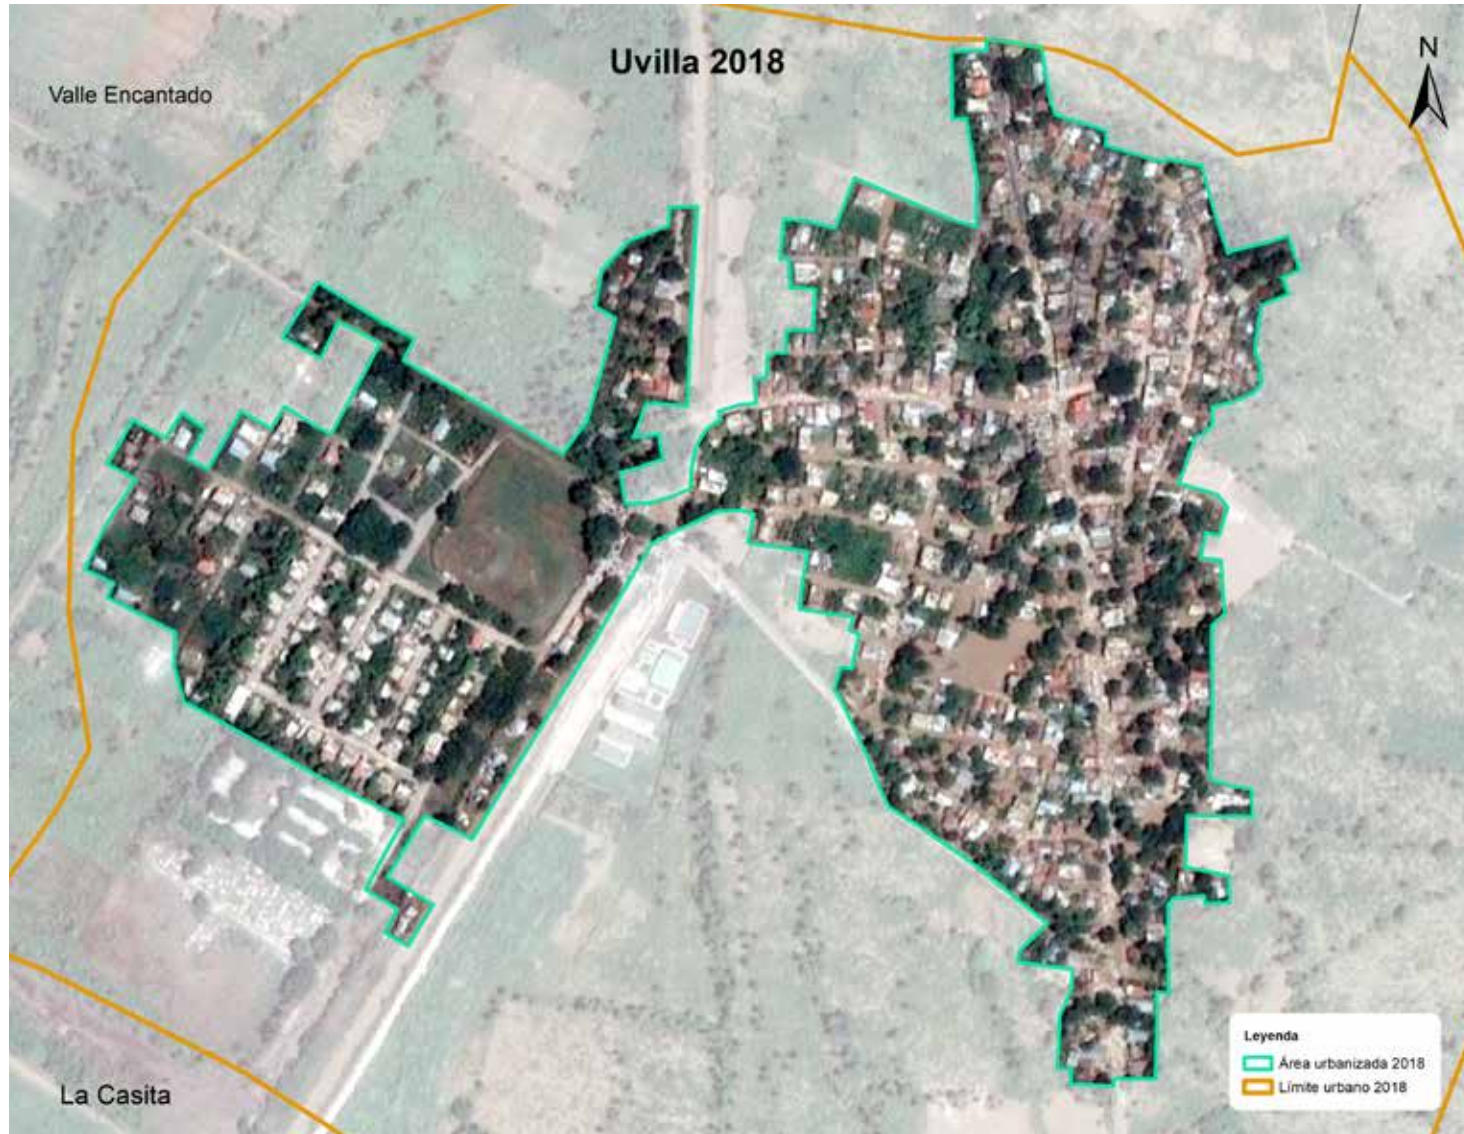 Uvilla 2018
N
Valle Encantado
La Casita
Leyenda
Área urbanizada 2018
Límite urbano 2018